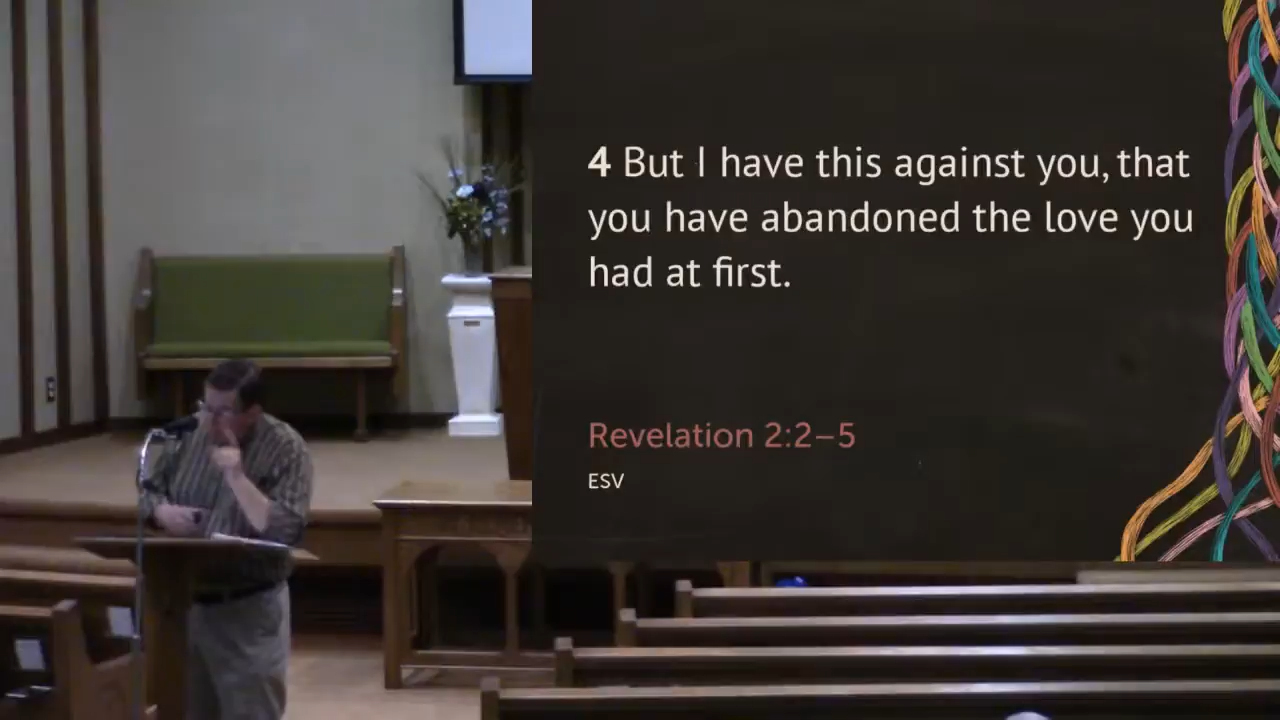 4 But I have this against you, that
you have abandoned the love you
had at first.
Revelation 2:2–5
ESV